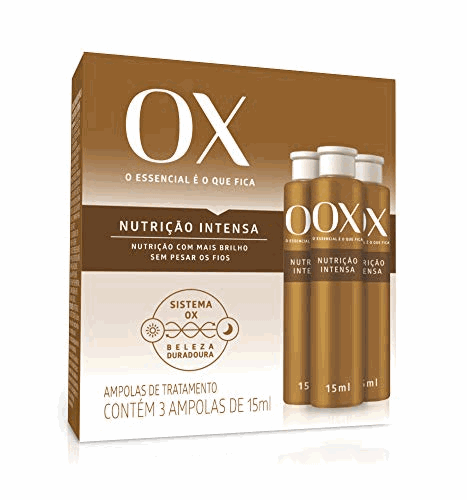 OX
O ESSENCIAL É O QUE FICA
NUTRIÇÃO INTENSA
NUTRIÇÃO COM MAIS BRILHO
SEM PESAR OS FIOS
SISTEMA
OX
BELEZA
DURADOURA
AMPOLAS DE TRATAMENTO
CONTÉM 3 AMPOLAS DE 15ml
OX
O ESSENCIAL É O QUE FICA
NUTRIÇÃO
INTENSA
15ml